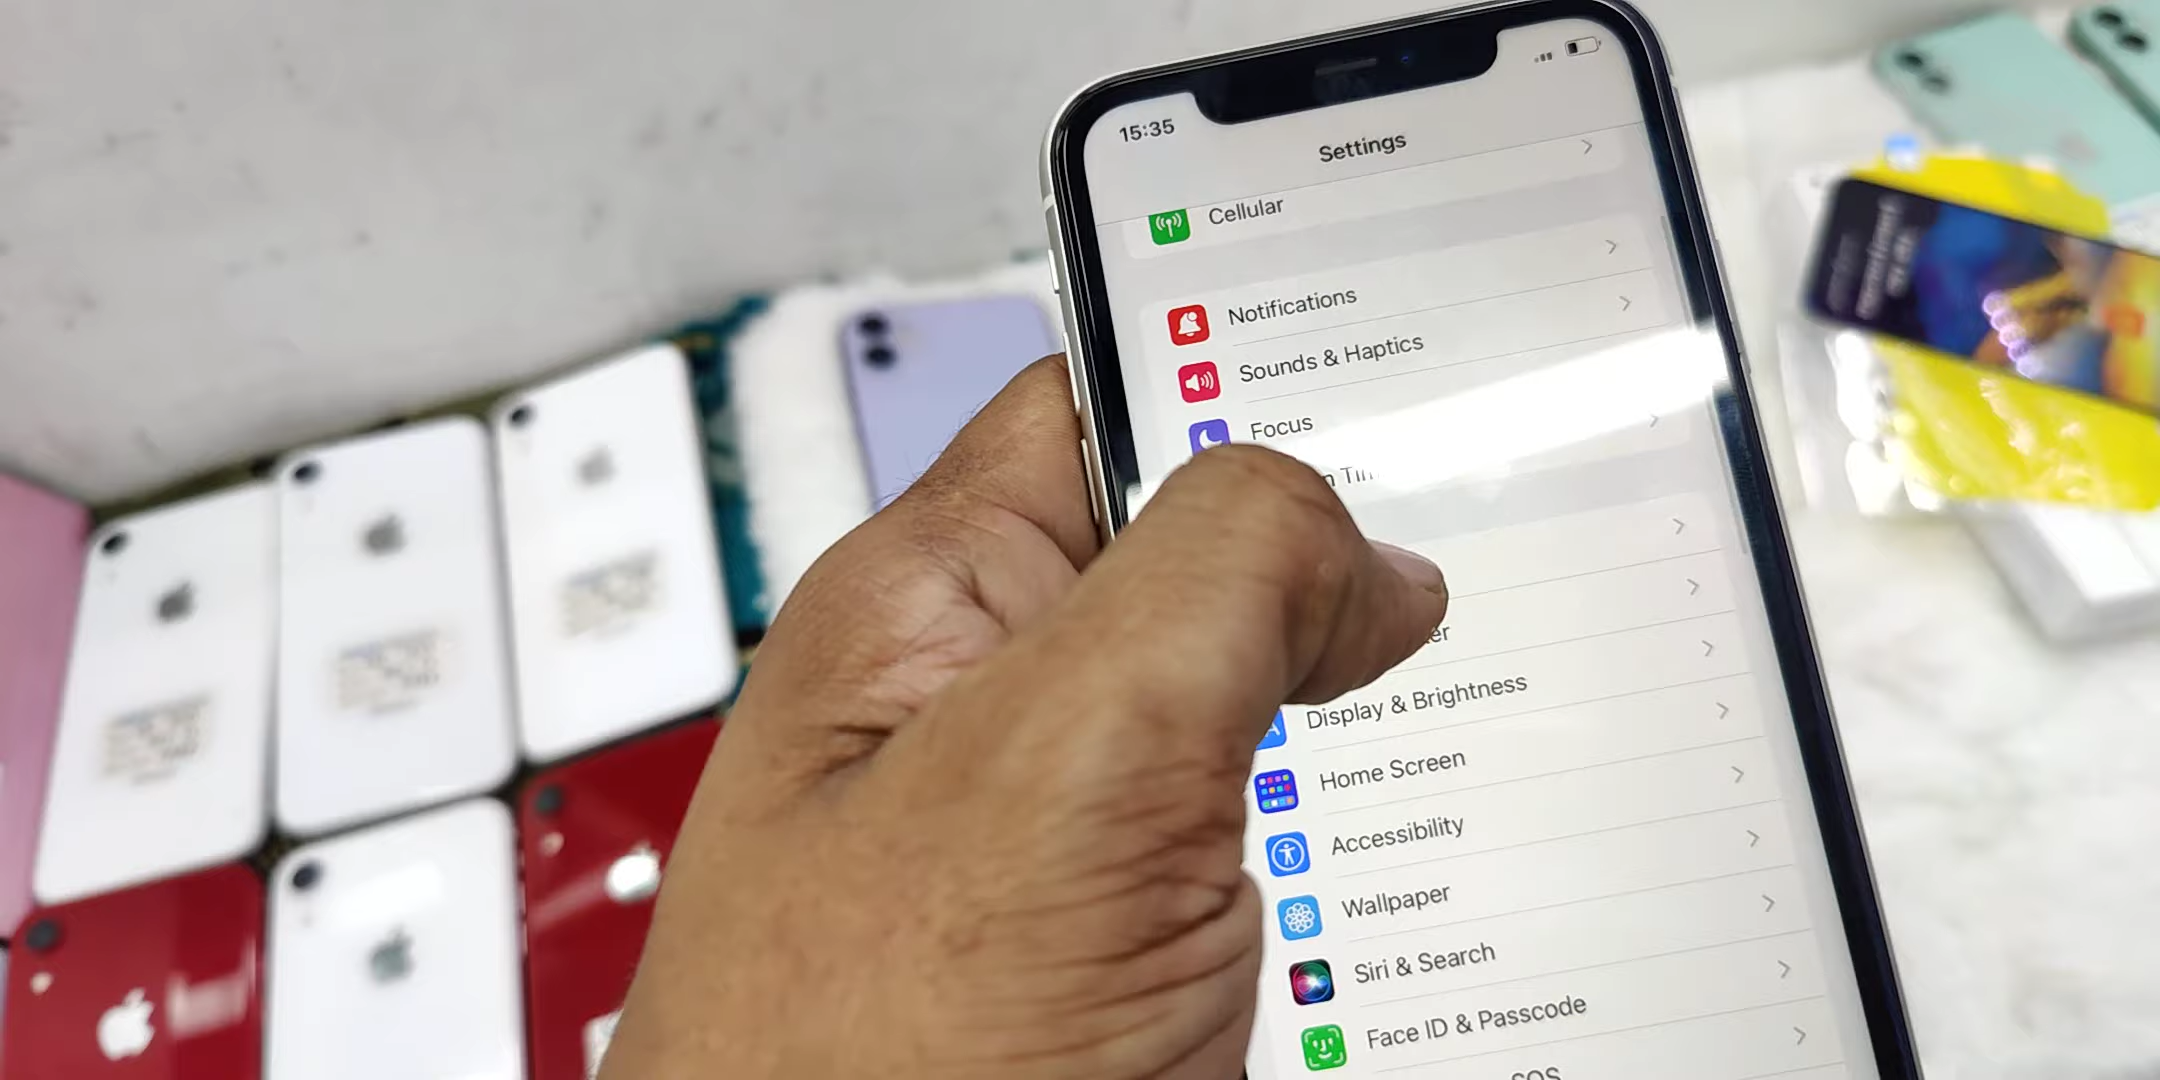 15:35
Settings
Cellular
Notifications
Sounds & Haptics
Focus
Display & Brightness
Home Screen
Accessibility
Wallpaper
Siri & Search
Face ID & Passcode
SOS